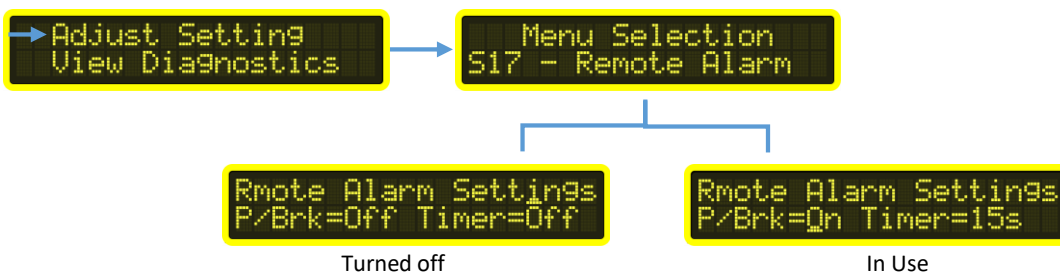 Adjust Setting
View Diagnostics
Menu Selection
S17 - Remote Alarm
Rmote Alarm Settings
P/Brk=Off Timer=Off
Rmote Alarm Settings
P/Brk=On Timer=15s
Turned off
In Use